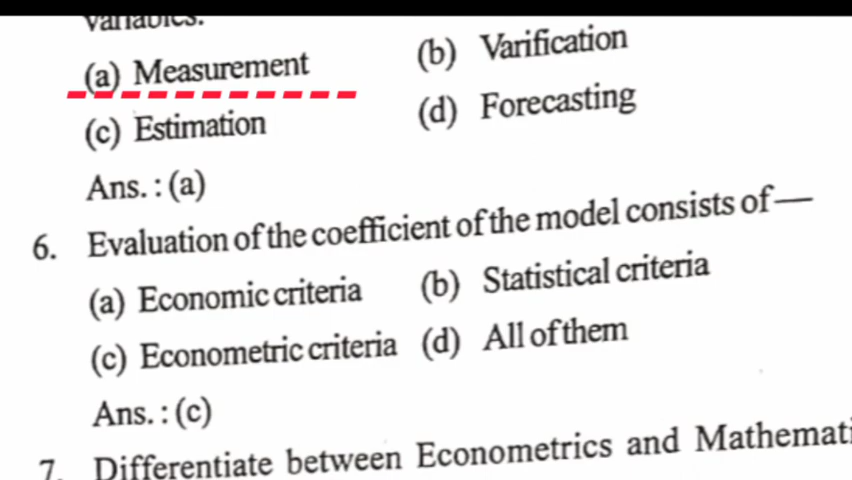 variables.
(a) Measurement (b) Varification
(c) Estimation (d) Forecasting
Ans. : (a)
6. Evaluation of the coefficient of the model consists of—
(a) Economic criteria (b) Statistical criteria
(c) Econometric criteria (d) All of them
Ans. : (c)
7. Differentiate between Econometrics and